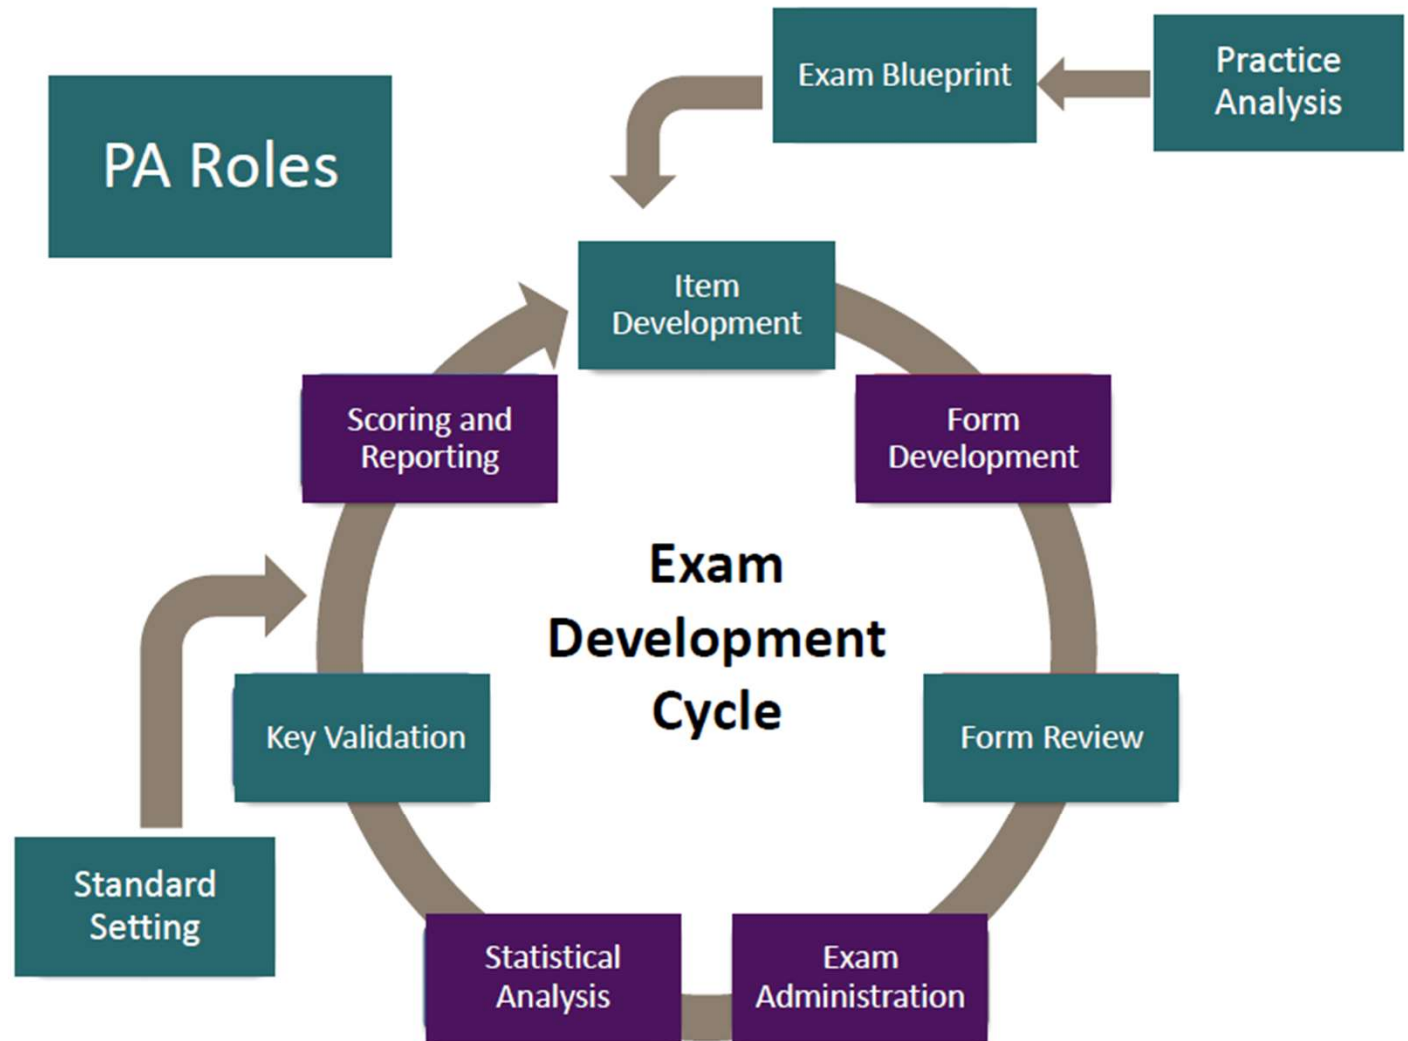 PA Roles
Exam Blueprint
Practice
Analysis
Item
Development
Scoring and
Reporting
Form
Development
Exam
Development
Cycle
Key Validation
Form Review
Standard
Setting
Statistical
Analysis
Exam
Administration